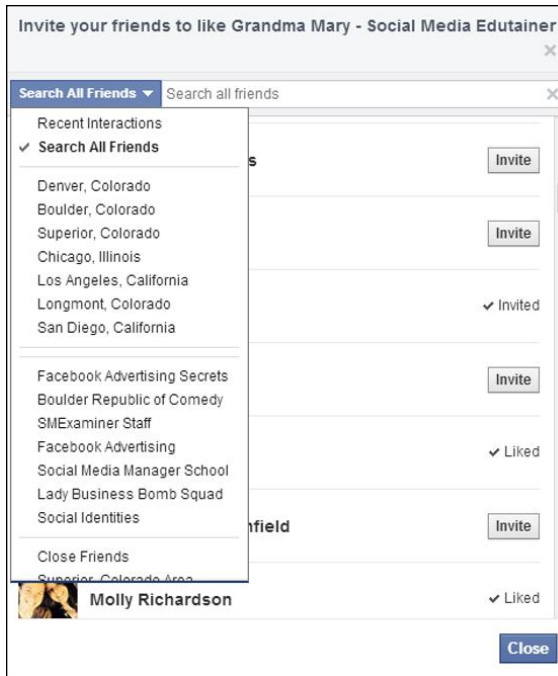 Invite your friends to like Grandma Mary - Social Media Edutainer
Search All Friends
Search all friends
Recent Interactions
Search All Friends
s
Invite
Denver, Colorado
Boulder, Colorado
Superior, Colorado
Invite
Chicago, Illinois
Los Angeles, California
Longmont, Colorado
Invited
San Diego, California
Facebook Advertising Secrets
Invite
Boulder Republic of Comedy
SMExaminer Staff
Facebook Advertising
Liked
Social Media Manager School
Lady Business Bomb Squad
Social Identities
nfield
Invite
Close Friends
Superior, Colorado Area
Molly Richardson
Liked
Close